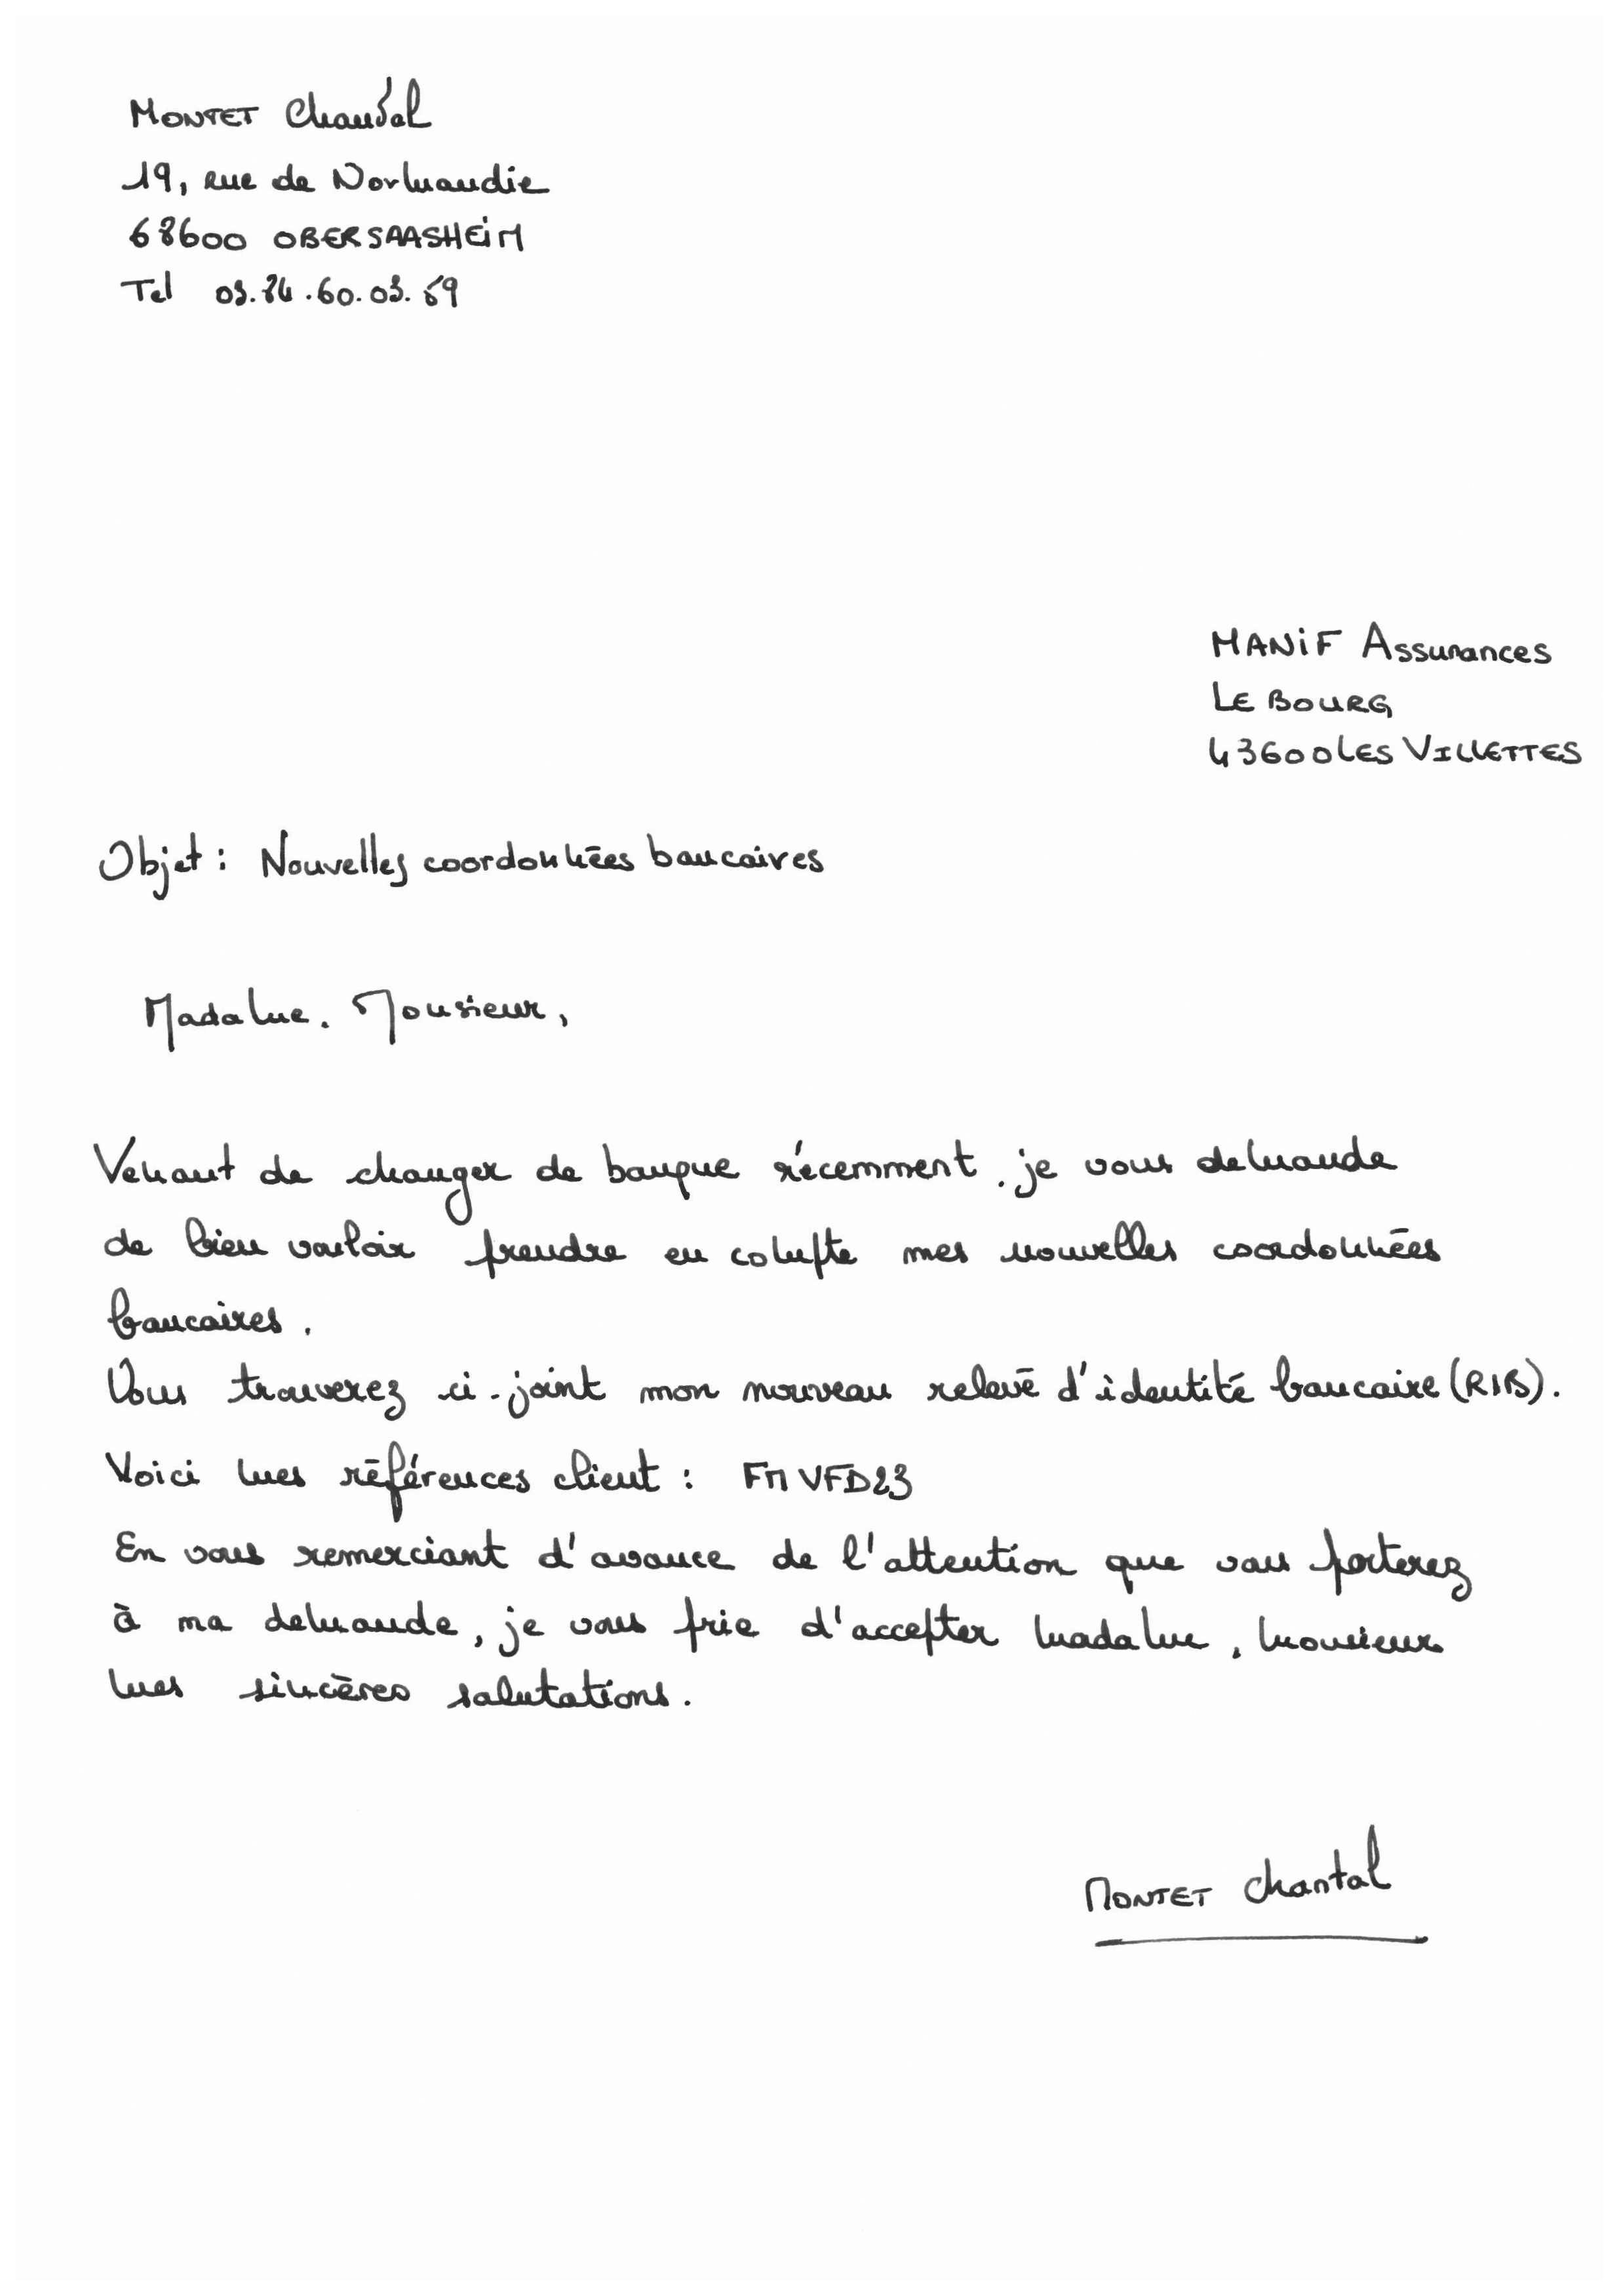 MONTET Chantal
19, rue de Normandie
68600 OBERSAASHEiM
Tel 03.84.60.03.69
MANiF Assurances
LE BOURG
43600 LES VILLETTES
Objet : Nouvelles coordonnées bancaires
Madame. Monsieur,
Venant de changer de banque récemment. je vous demande
de bien vouloir prendre en compte mes nouvelles coordonnées
bancaires.
Vous trouverez ci-joint mon nouveau relevé d'identité bancaire (RIB).
Voici mes références client : FMVFD23
En vous remerciant d'avance de l'attention que vous porterez
à ma demande, je vous prie d'accepter madame, monsieur
mes sincères salutations.
MONTET Chantal